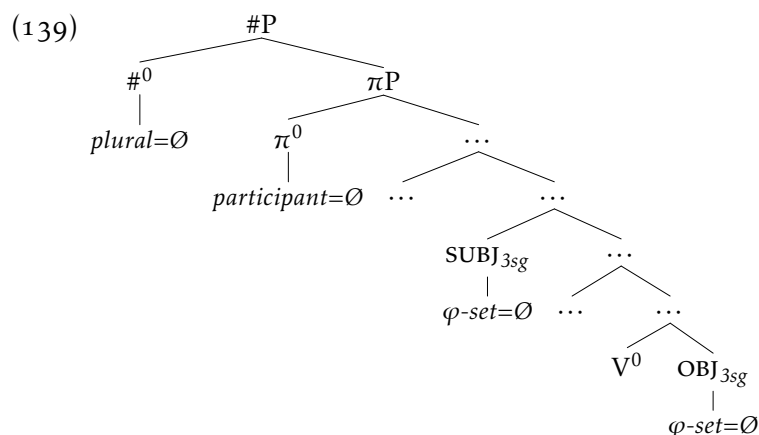 (139)
#P
#⁰ πP
plural=Ø π⁰ …
participant=Ø … …
SUBJ3sg …
φ-set=Ø … …
V⁰ OBJ3sg
φ-set=Ø